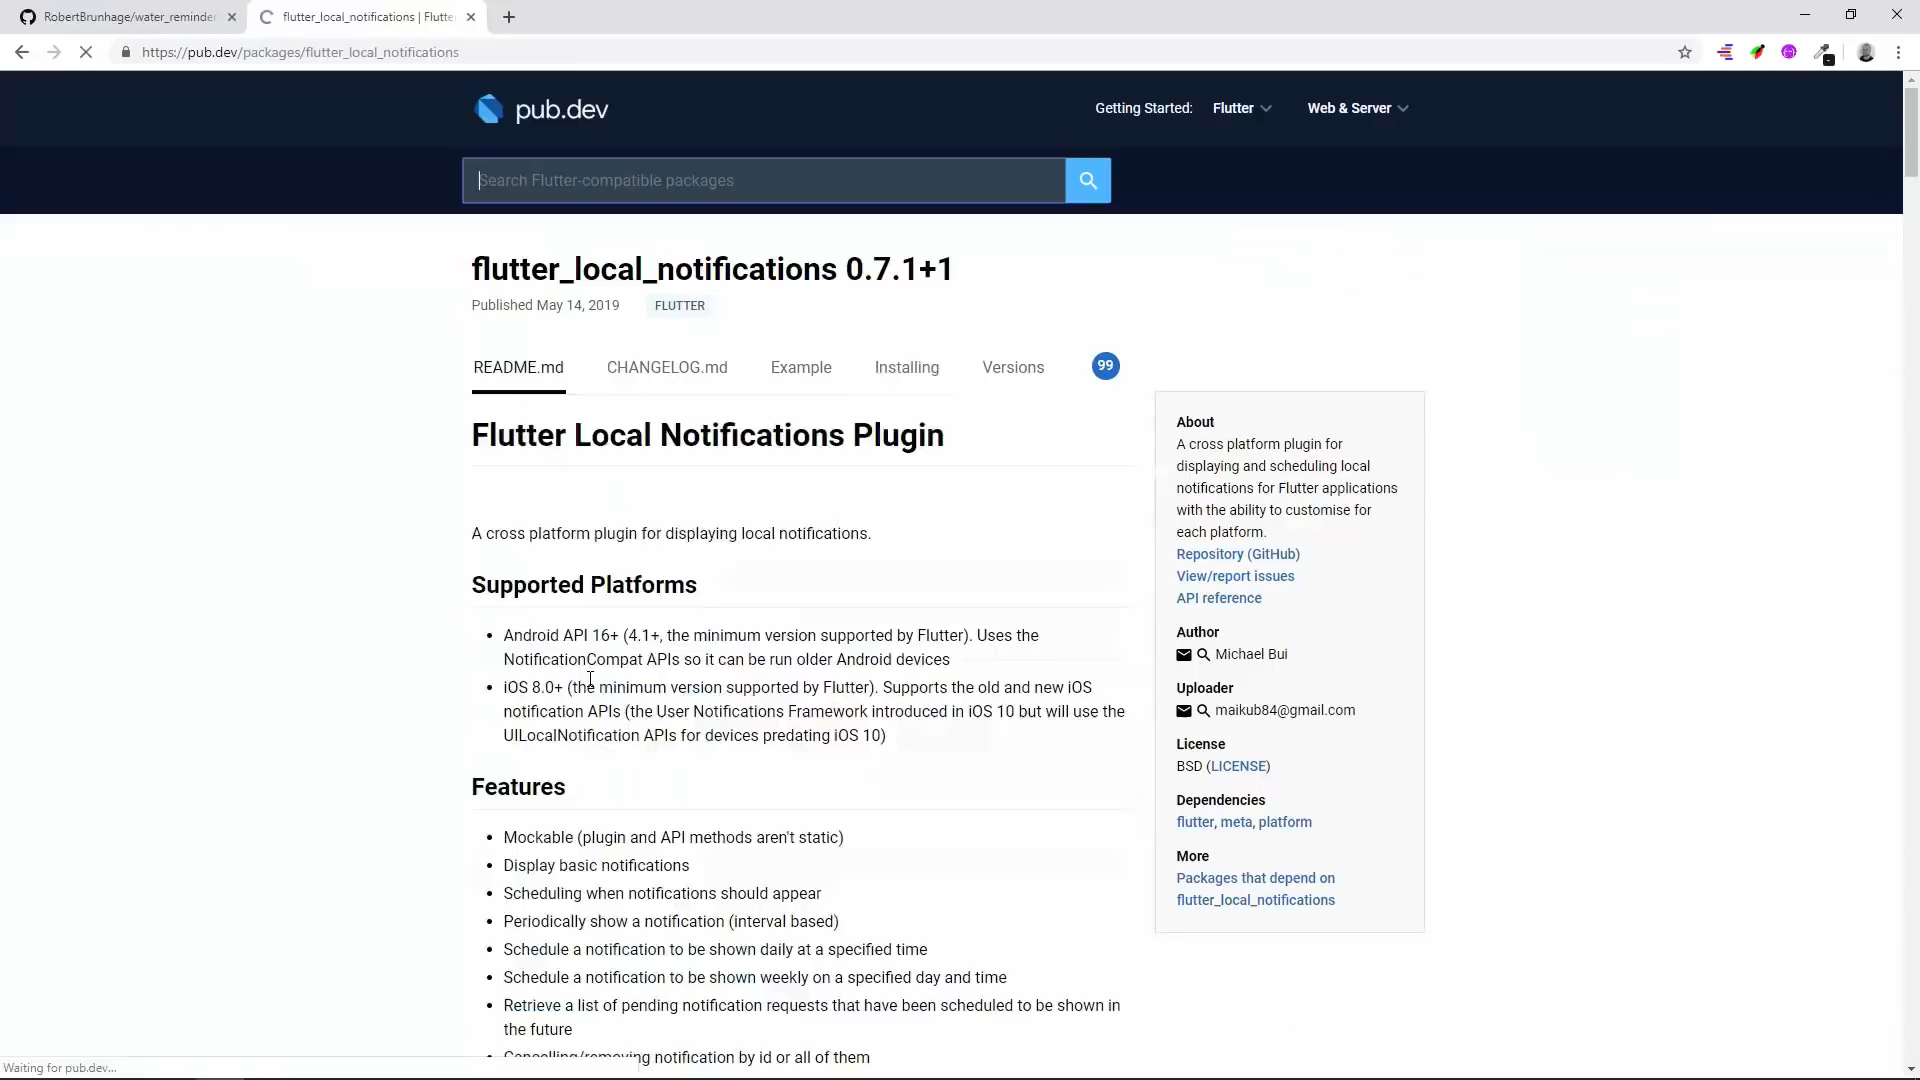 RobertBrunhage/water_reminder
flutter_local_notifications | Flutte
https://pub.dev/packages/flutter_local_notifications
pub.dev
Getting Started:
Flutter
Web & Server
Search Flutter-compatible packages
flutter_local_notifications 0.7.1+1
Published May 14, 2019
FLUTTER
README.md
CHANGELOG.md
Example
Installing
Versions
99
Flutter Local Notifications Plugin
A cross platform plugin for displaying local notifications.
Supported Platforms
• Android API 16+ (4.1+, the minimum version supported by Flutter). Uses the
NotificationCompat APIs so it can be run older Android devices
• iOS 8.0+ (the minimum version supported by Flutter). Supports the old and new iOS
notification APIs (the User Notifications Framework introduced in iOS 10 but will use the
UILocalNotification APIs for devices predating iOS 10)
Features
• Mockable (plugin and API methods aren't static)
• Display basic notifications
• Scheduling when notifications should appear
• Periodically show a notification (interval based)
• Schedule a notification to be shown daily at a specified time
• Schedule a notification to be shown weekly on a specified day and time
• Retrieve a list of pending notification requests that have been scheduled to be shown in
the future
• Cancelling/removing notification by id or all of them
About
A cross platform plugin for
displaying and scheduling local
notifications for Flutter applications
with the ability to customise for
each platform.
Repository (GitHub)
View/report issues
API reference
Author
Michael Bui
Uploader
maikub84@gmail.com
License
BSD (LICENSE)
Dependencies
flutter, meta, platform
More
Packages that depend on
flutter_local_notifications
Waiting for pub.dev...